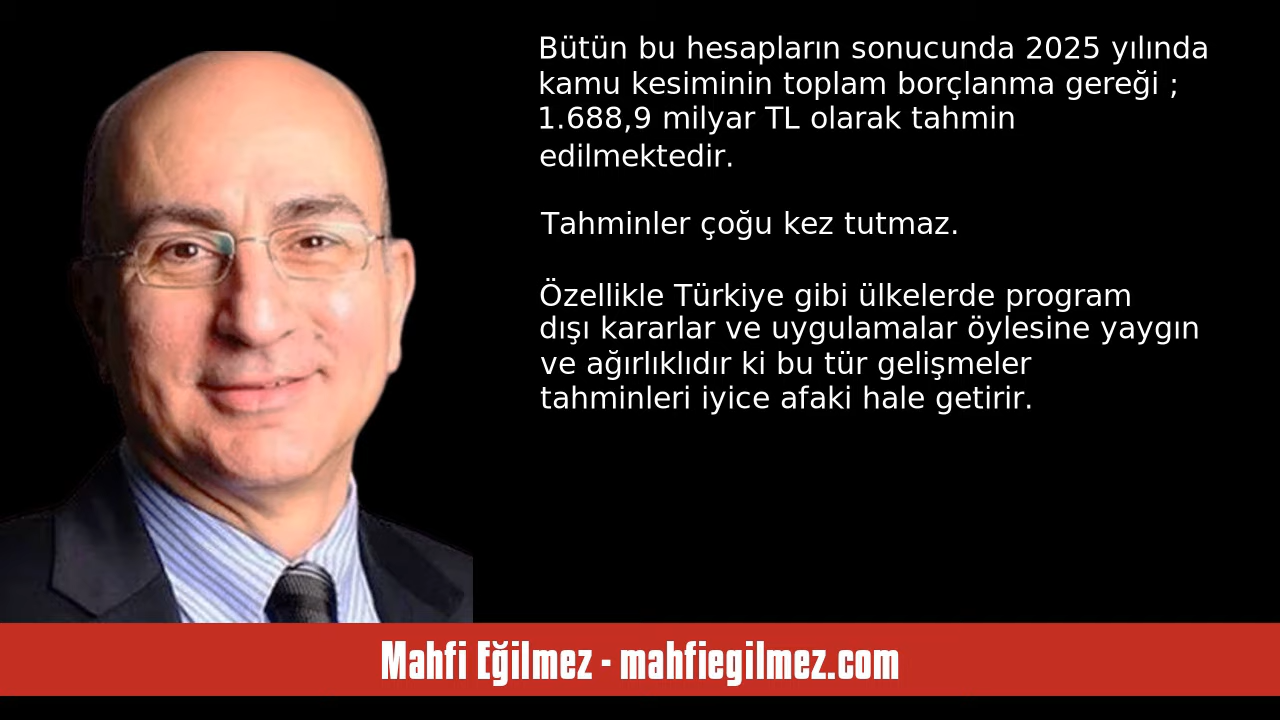 Bütün bu hesapların sonucunda 2025 yılında
kamu kesiminin toplam borçlanma gereği ;
1.688,9 milyar TL olarak tahmin
edilmektedir.
Tahminler çoğu kez tutmaz.
Özellikle Türkiye gibi ülkelerde program
dışı kararlar ve uygulamalar öylesine yaygın
ve ağırlıklıdır ki bu tür gelişmeler
tahminleri iyice afaki hale getirir.
Mahfi Eğilmez - mahfiegilmez.com